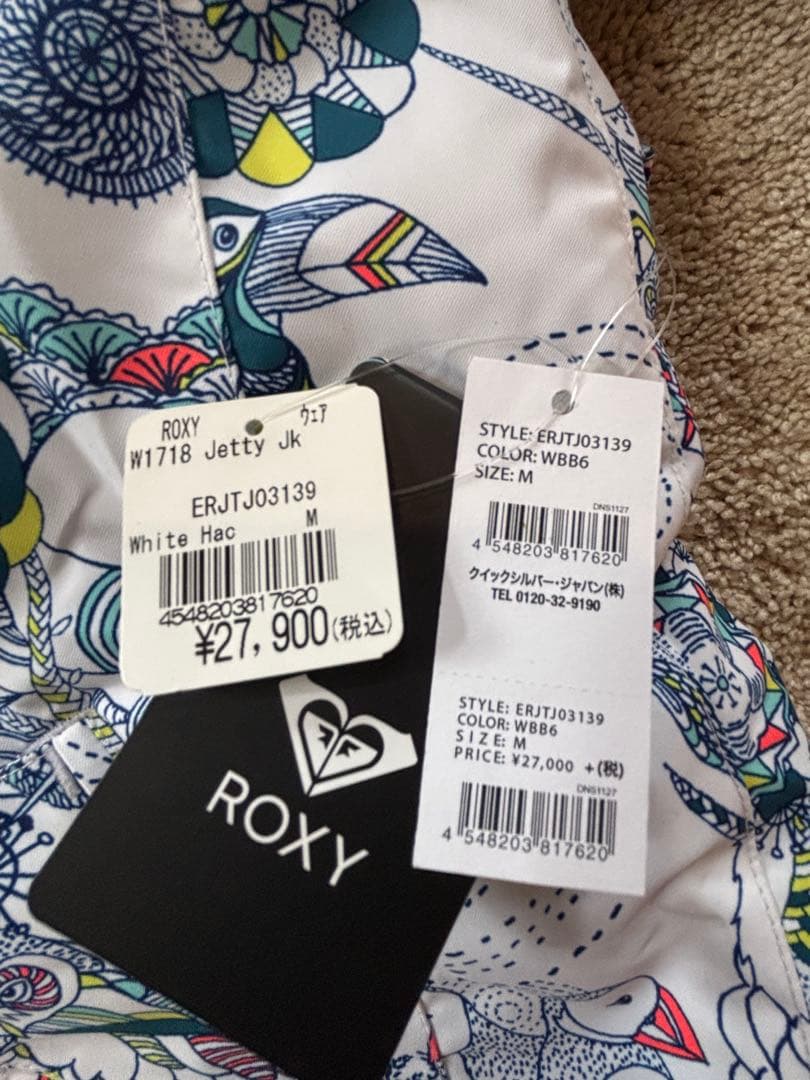 ROXY ウェア
W1718 Jetty Jk
ERJTJ03139
White Hac M
4548203817620
¥27,900(税込)
ROXY
STYLE: ERJTJ03139
COLOR: WBB6
SIZE: M
DNS1127
4 548203 817620
クイックシルバー・ジャパン(株)
TEL 0120-32-9190
STYLE: ERJTJ03139
COLOR: WBB6
SIZE: M
PRICE: ¥27,000 +(税)
DNS1127
4 548203 817620